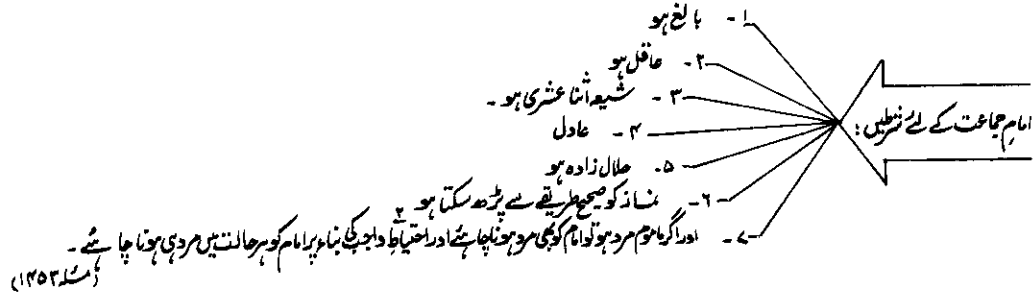 امام جماعت کے لئے شرطیں:
۱- بالغ ہو
۲- عاقل ہو
۳- شیعہ اثنا عشری ہو۔
۴- عادل
۵- حلال زادہ ہو
۶- نماز کو صحیح طریقے سے پڑھ سکتا ہو
۷- اور اگر ماموم مرد ہو تو امام کو بھی مرد ہونا چاہئے اور احتیاط واجب۲ کی بناء پر امام کو ہر حالت میں مرد ہی ہونا چاہئے۔
(مسئلہ ۱۴۵۳)